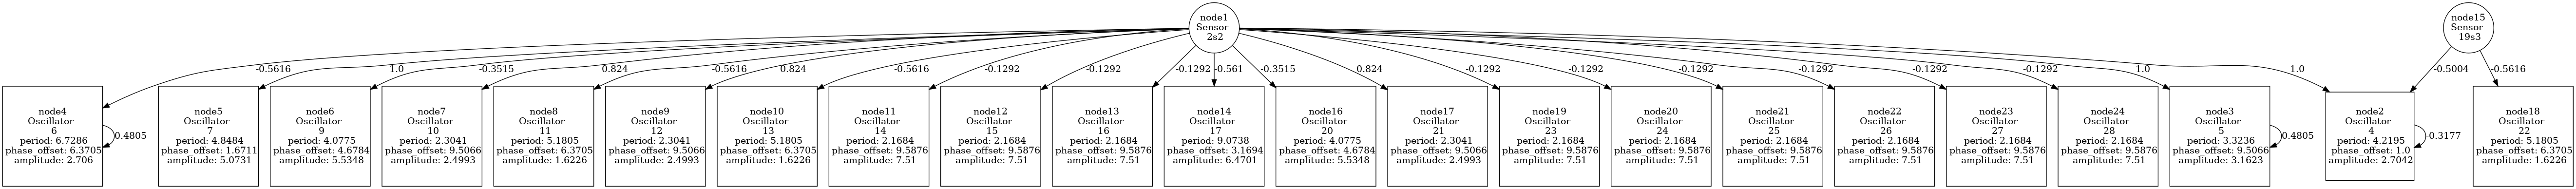 node1
Sensor
2s2
node15
Sensor
19s3
-0.5616
1.0
-0.3515
0.824
-0.5616
0.824
-0.5616
-0.1292
-0.1292
-0.1292
-0.561
-0.3515
0.824
-0.1292
-0.1292
-0.1292
-0.1292
-0.1292
-0.1292
1.0
1.0
-0.5004
-0.5616
node4
Oscillator
6
period: 6.7286
phase_offset: 6.3705
amplitude: 2.706
0.4805
node5
Oscillator
7
period: 4.8484
phase_offset: 1.6711
amplitude: 5.0731
node6
Oscillator
9
period: 4.0775
phase_offset: 4.6784
amplitude: 5.5348
node7
Oscillator
10
period: 2.3041
phase_offset: 9.5066
amplitude: 2.4993
node8
Oscillator
11
period: 5.1805
phase_offset: 6.3705
amplitude: 1.6226
node9
Oscillator
12
period: 2.3041
phase_offset: 9.5066
amplitude: 2.4993
node10
Oscillator
13
period: 5.1805
phase_offset: 6.3705
amplitude: 1.6226
node11
Oscillator
14
period: 2.1684
phase_offset: 9.5876
amplitude: 7.51
node12
Oscillator
15
period: 2.1684
phase_offset: 9.5876
amplitude: 7.51
node13
Oscillator
16
period: 2.1684
phase_offset: 9.5876
amplitude: 7.51
node14
Oscillator
17
period: 9.0738
phase_offset: 3.1694
amplitude: 6.4701
node16
Oscillator
20
period: 4.0775
phase_offset: 4.6784
amplitude: 5.5348
node17
Oscillator
21
period: 2.3041
phase_offset: 9.5066
amplitude: 2.4993
node19
Oscillator
23
period: 2.1684
phase_offset: 9.5876
amplitude: 7.51
node20
Oscillator
24
period: 2.1684
phase_offset: 9.5876
amplitude: 7.51
node21
Oscillator
25
period: 2.1684
phase_offset: 9.5876
amplitude: 7.51
node22
Oscillator
26
period: 2.1684
phase_offset: 9.5876
amplitude: 7.51
node23
Oscillator
27
period: 2.1684
phase_offset: 9.5876
amplitude: 7.51
node24
Oscillator
28
period: 2.1684
phase_offset: 9.5876
amplitude: 7.51
node3
Oscillator
5
period: 3.3236
phase_offset: 9.5066
amplitude: 3.1623
0.4805
node2
Oscillator
4
period: 4.2195
phase_offset: 1.0
amplitude: 2.7042
-0.3177
node18
Oscillator
22
period: 5.1805
phase_offset: 6.3705
amplitude: 1.6226